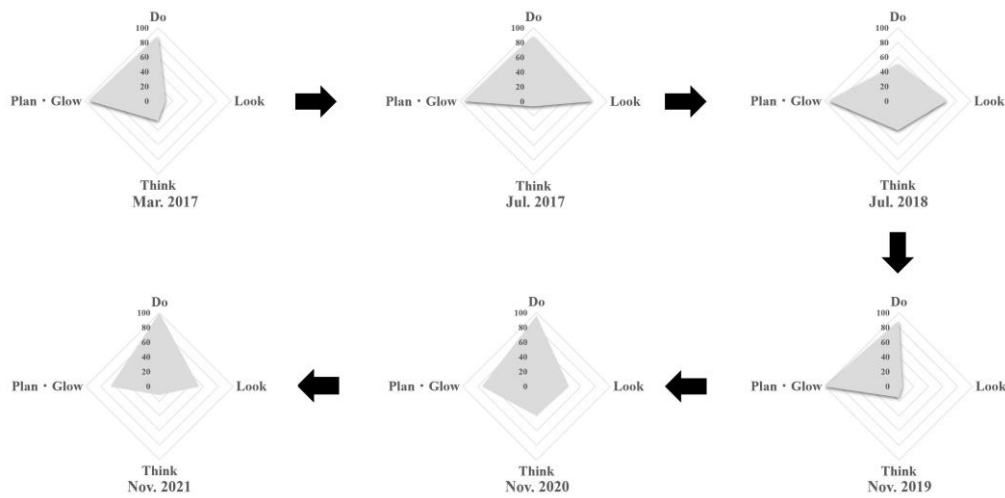 Do
100
80
60
40
20
0
Plan・Glow
Look
Think
Mar. 2017
Do
100
80
60
40
20
0
Plan・Glow
Look
Think
Jul. 2017
Do
100
80
60
40
20
0
Plan・Glow
Look
Think
Jul. 2018
Do
100
80
60
40
20
0
Plan・Glow
Look
Think
Nov. 2021
Do
100
80
60
40
20
0
Plan・Glow
Look
Think
Nov. 2020
Do
100
80
60
40
20
0
Plan・Glow
Look
Think
Nov. 2019